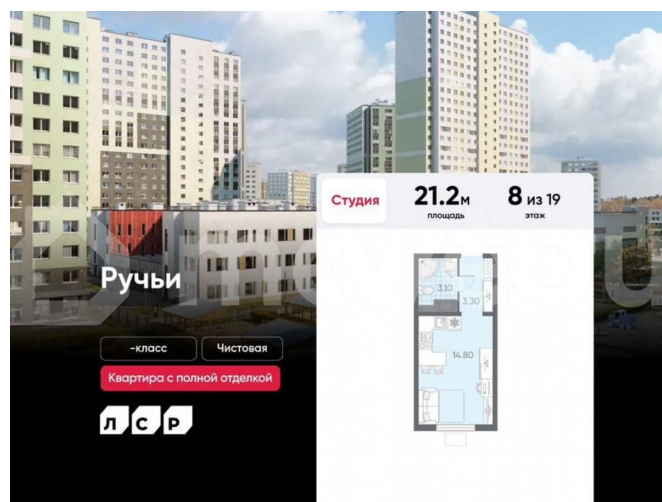 Студия
21.2м
площадь
8 из 19
этаж
Ручьи
-класс
Чистовая
Квартира с полной отделкой
ЛСР
3.10
3.30
14.80